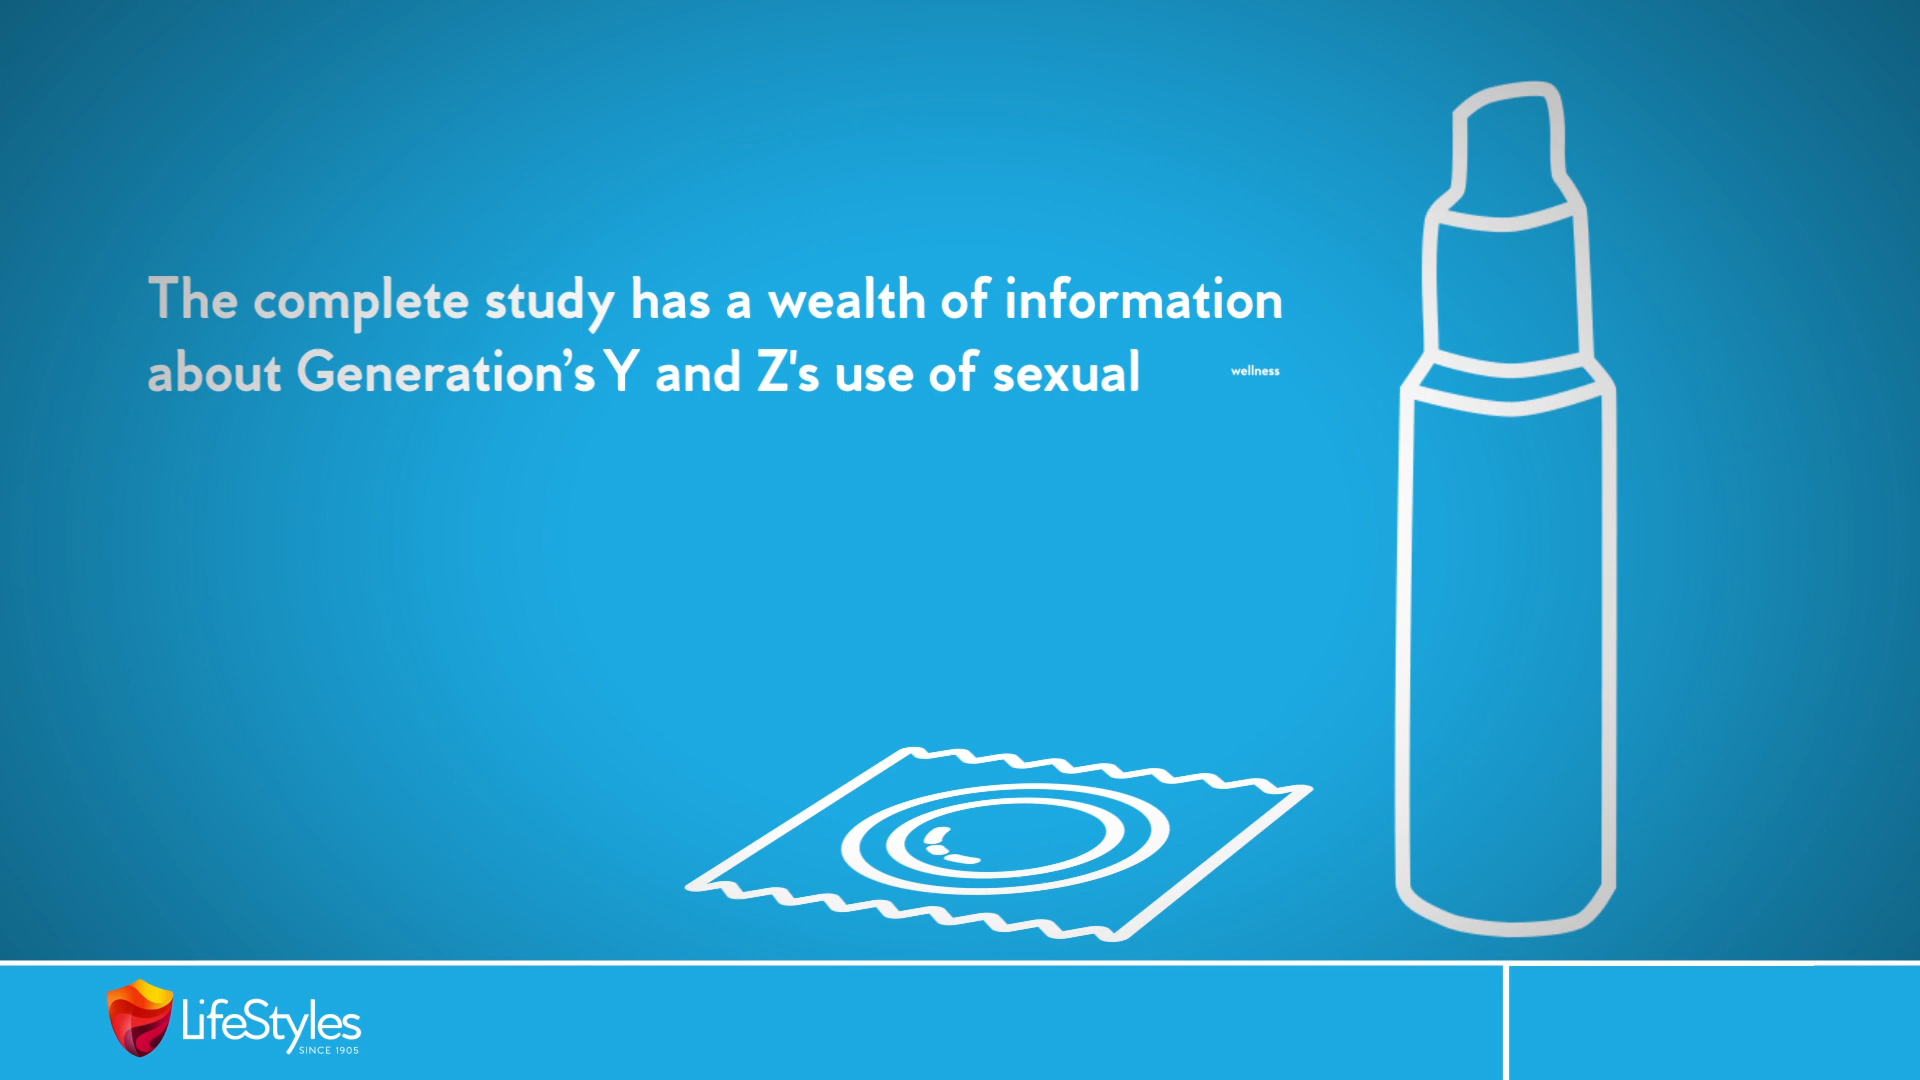 The complete study has a wealth of information
about Generation’s Y and Z's use of sexual wellness
LifeStyles
SINCE 1905